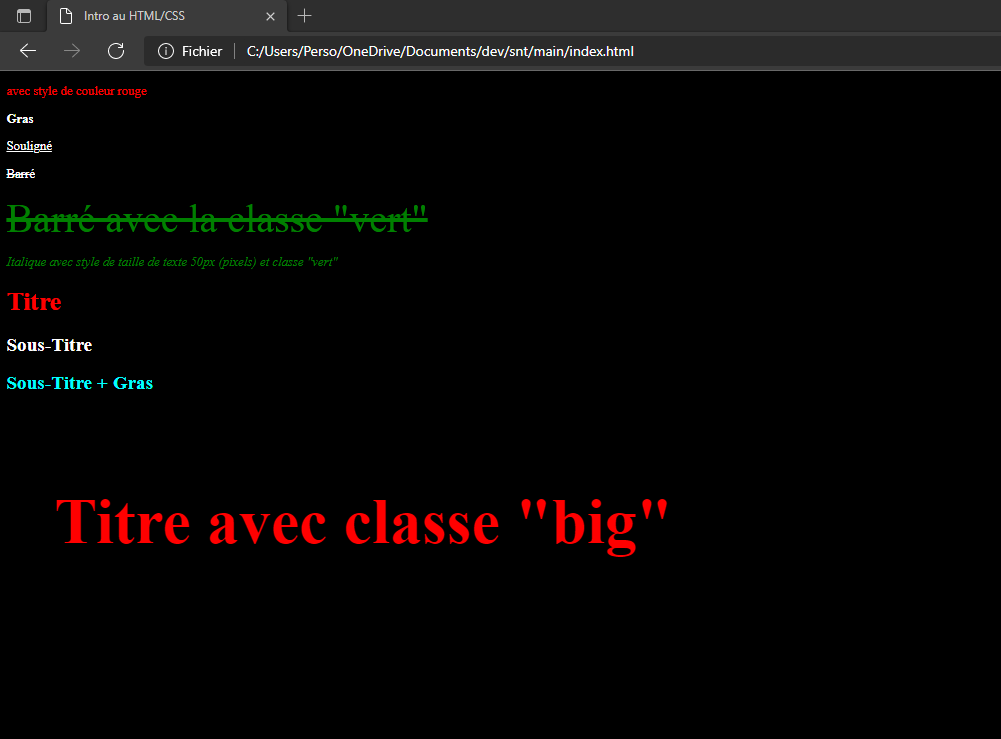 Intro au HTML/CSS
Fichier C:/Users/Perso/OneDrive/Documents/dev/snt/main/index.html
avec style de couleur rouge
Gras
Souligné
Barré
Barré avec la classe "vert"
Italique avec style de taille de texte 50px (pixels) et classe "vert"
Titre
Sous-Titre
Sous-Titre + Gras
Titre avec classe "big"